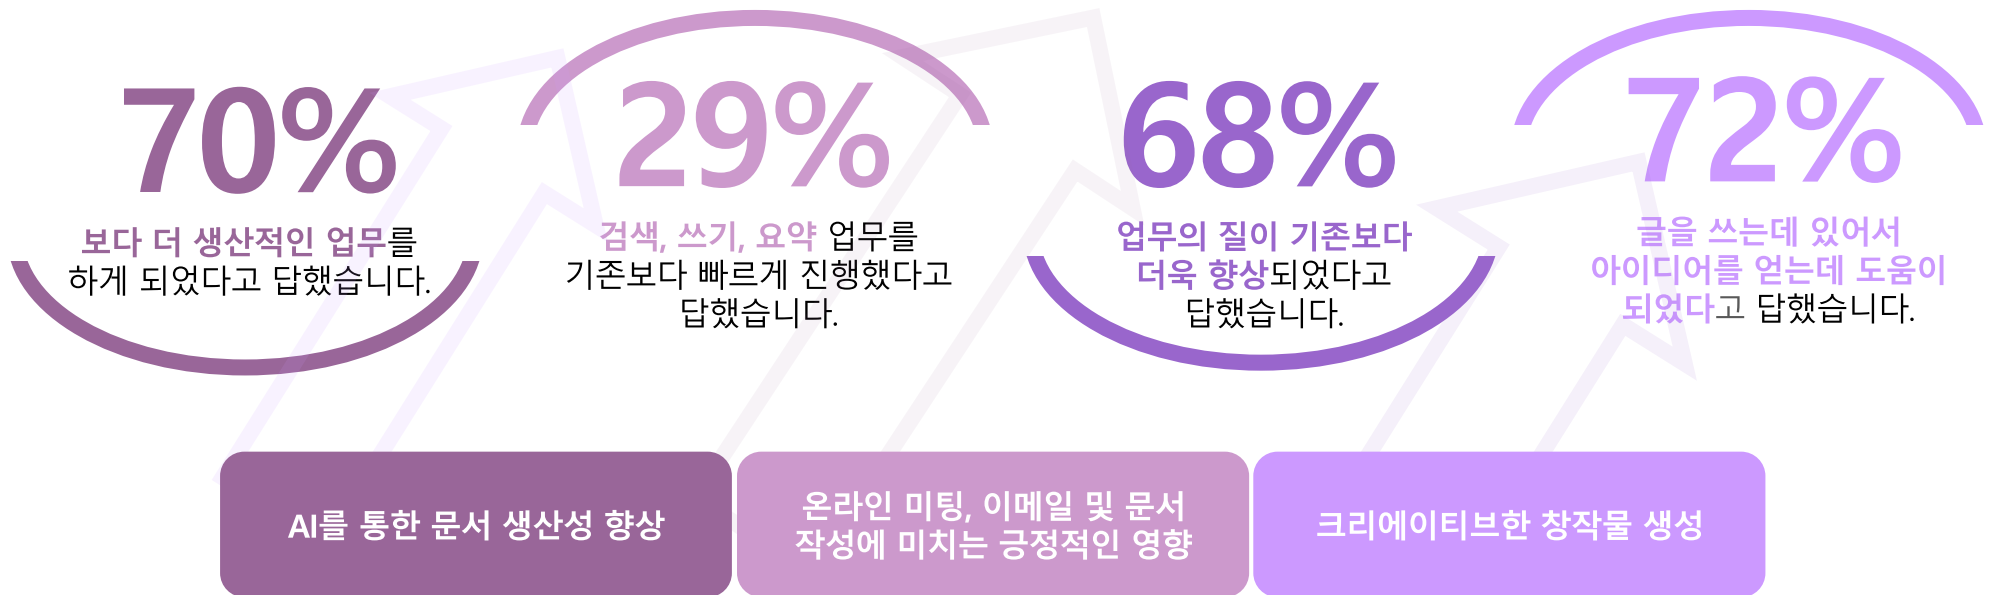 70%
보다 더 생산적인 업무를
하게 되었다고 답했습니다.
29%
검색, 쓰기, 요약 업무를
기존보다 빠르게 진행했다고
답했습니다.
68%
업무의 질이 기존보다
더욱 향상되었다고
답했습니다.
72%
글을 쓰는데 있어서
아이디어를 얻는데 도움이
되었다고 답했습니다.
AI를 통한 문서 생산성 향상
온라인 미팅, 이메일 및 문서
작성에 미치는 긍정적인 영향
크리에이티브한 창작물 생성